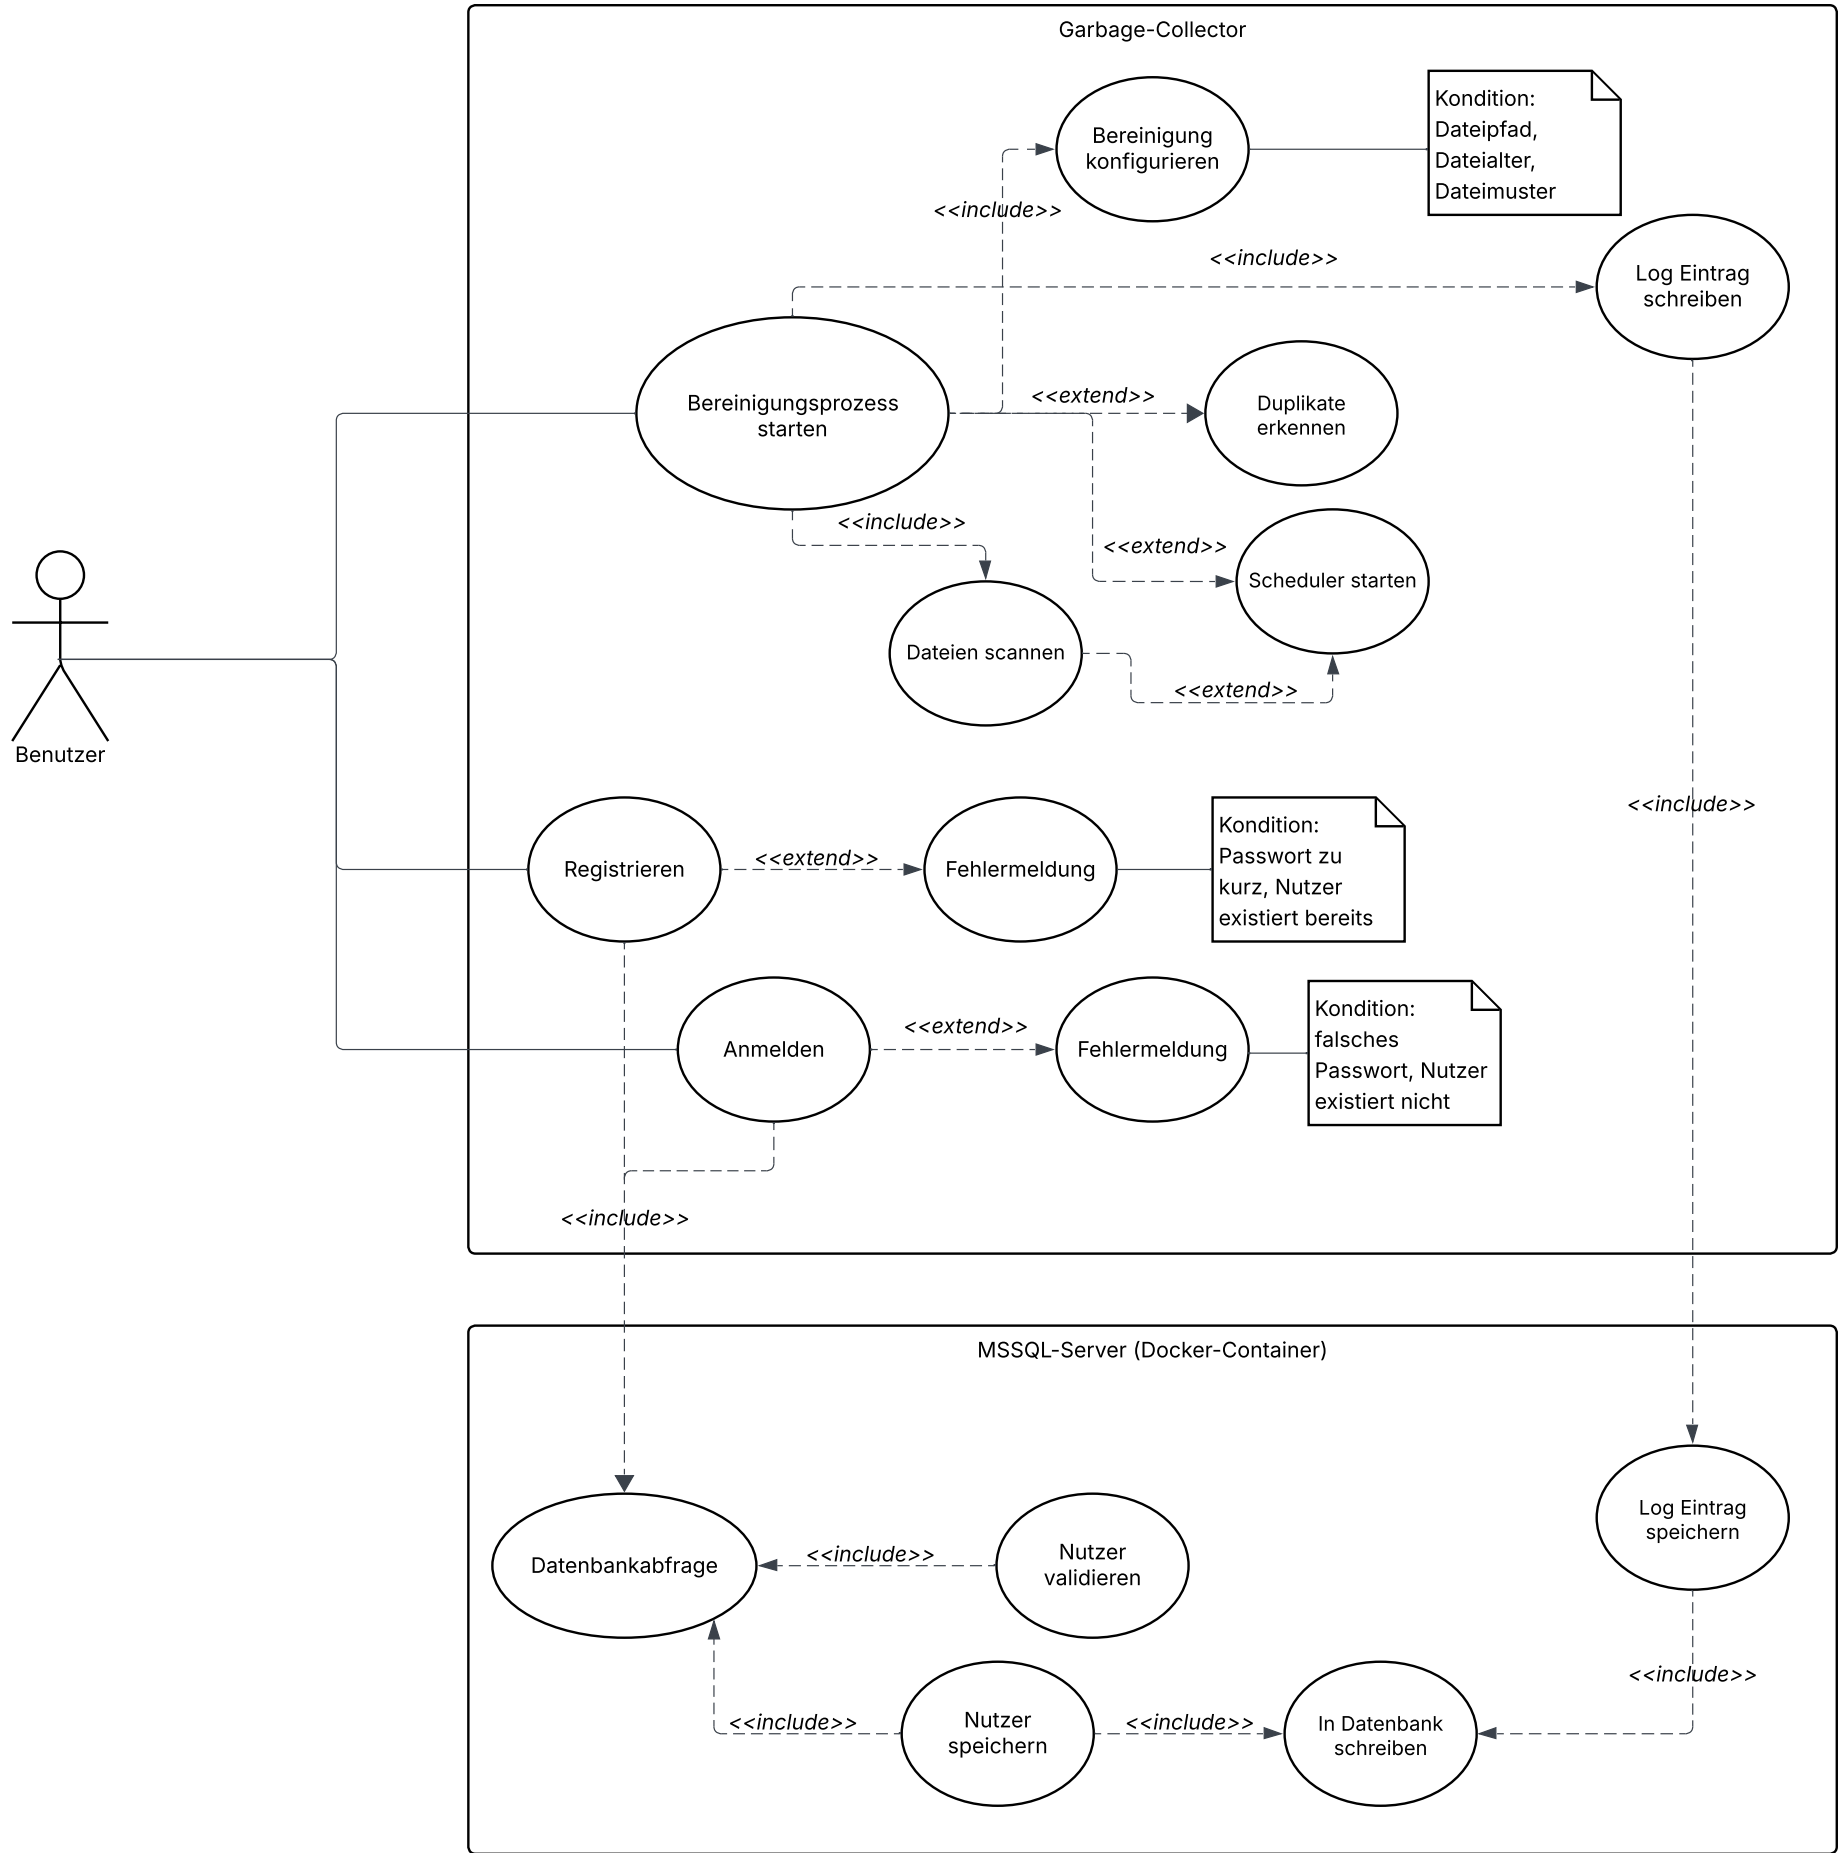 Garbage-Collector
Bereinigung
konfigurieren
Kondition:
Dateipfad,
Dateialter,
Dateimuster
<<include>>
<<include>>
Log Eintrag
schreiben
Bereinigungsprozess
starten
<<extend>>
Duplikate
erkennen
<<include>>
<<extend>>
Scheduler starten
Dateien scannen
<<extend>>
Benutzer
<<include>>
Registrieren
<<extend>>
Fehlermeldung
Kondition:
Passwort zu
kurz, Nutzer
existiert bereits
Anmelden
<<extend>>
Fehlermeldung
Kondition:
falsches
Passwort, Nutzer
existiert nicht
<<include>>
MSSQL-Server (Docker-Container)
Log Eintrag
speichern
Datenbankabfrage
<<include>>
Nutzer
validieren
<<include>>
<<include>>
Nutzer
speichern
<<include>>
In Datenbank
schreiben